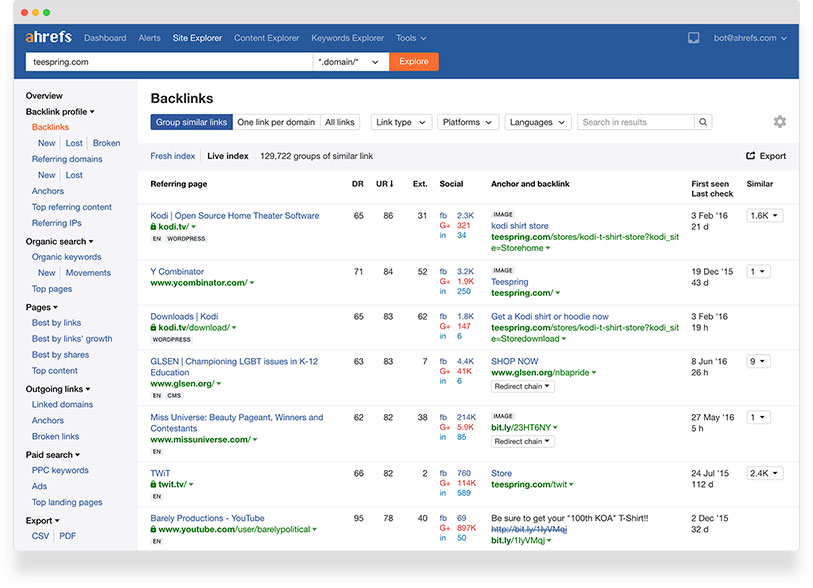 ahrefs Dashboard Alerts Site Explorer Content Explorer Keywords Explorer Tools bot@ahrefs.com
teespring.com *.domain/* Explore
Overview
Backlink profile
Backlinks
New Lost Broken
Referring domains
New Lost
Anchors
Top referring content
Referring IPs
Organic search
Organic keywords
New Movements
Top pages
Pages
Best by links
Best by links' growth
Best by shares
Top content
Outgoing links
Linked domains
Anchors
Broken links
Paid search
PPC keywords
Ads
Top landing pages
Export
CSV PDF
Backlinks
Group similar links One link per domain All links Link type Platforms Languages Search in results
Fresh index Live index 129,722 groups of similar link Export
Referring page DR UR Ext. Social Anchor and backlink First seen Similar
Last check
Kodi | Open Source Home Theater Software 65 86 31 fb 2.3K IMAGE 3 Feb '16 1.6K
kodi.tv/ G+ 321 kodi shirt store 21 d
EN WORDPRESS in 34 teespring.com/stores/kodi-t-shirt-store?kodi_sit
e=Storehome
Y Combinator 71 84 52 fb 3.2K IMAGE 19 Dec '15 1
www.ycombinator.com/ G+ 1.9K Teespring 43 d
in 250 teespring.com/
Downloads | Kodi 65 83 62 fb 1.8K Get a Kodi shirt or hoodie now 3 Feb '16
kodi.tv/download/ G+ 147 teespring.com/stores/kodi-t-shirt-store?kodi_sit 19 h
WORDPRESS in 6 e=Storedownload
GLSEN | Championing LGBT issues in K-12 63 83 7 fb 4.4K SHOP NOW 8 Jun '16 9
Education G+ 41K www.glsen.org/nbapride 26 h
www.glsen.org/ in 6 Redirect chain
EN CMS
Miss Universe: Beauty Pageant, Winners and 62 82 38 fb 214K IMAGE 27 May '16 1
Contestants G+ 5.9K bit.ly/23HT6NY 5 h
www.missuniverse.com/ in 85 Redirect chain
EN
TWiT 66 82 2 fb 760 Store 24 Jul '15 2.4K
twit.tv/ G+ 114K teespring.com/twit 112 d
EN in 589
Barely Productions - YouTube 95 78 40 fb 69 Be sure to get your "100th KOA" T-Shirt!! 2 Dec '15
www.youtube.com/user/barelypolitical G+ 897K http://bit.ly/1IyVMqj 32 d
EN in 50 bit.ly/1IyVMqj